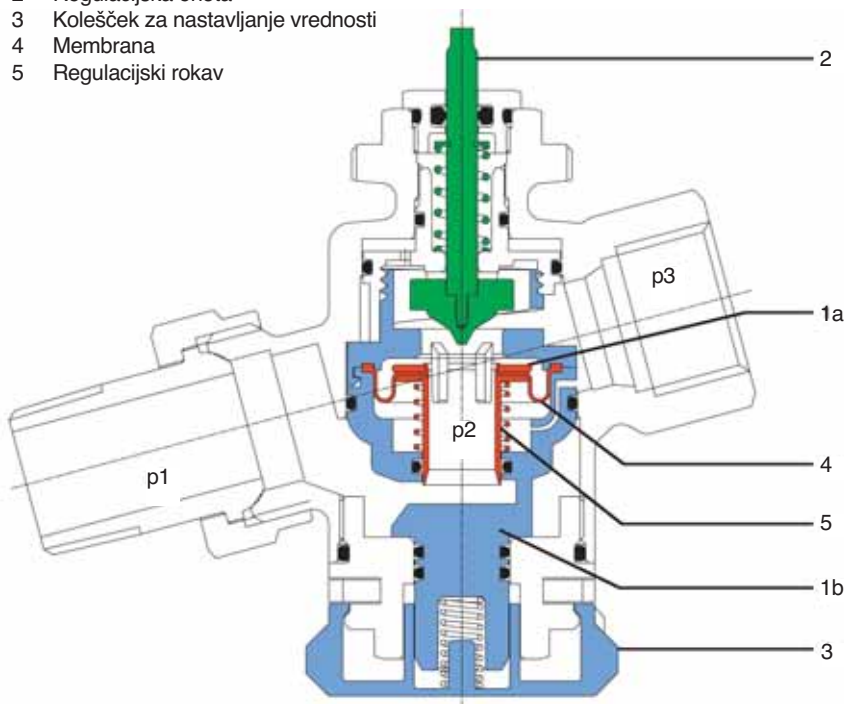 3 Kolešček za nastavljanje vrednosti
4 Membrana
5 Regulacijski rokav
2
p3
1a
p2
p1
4
5
1b
3